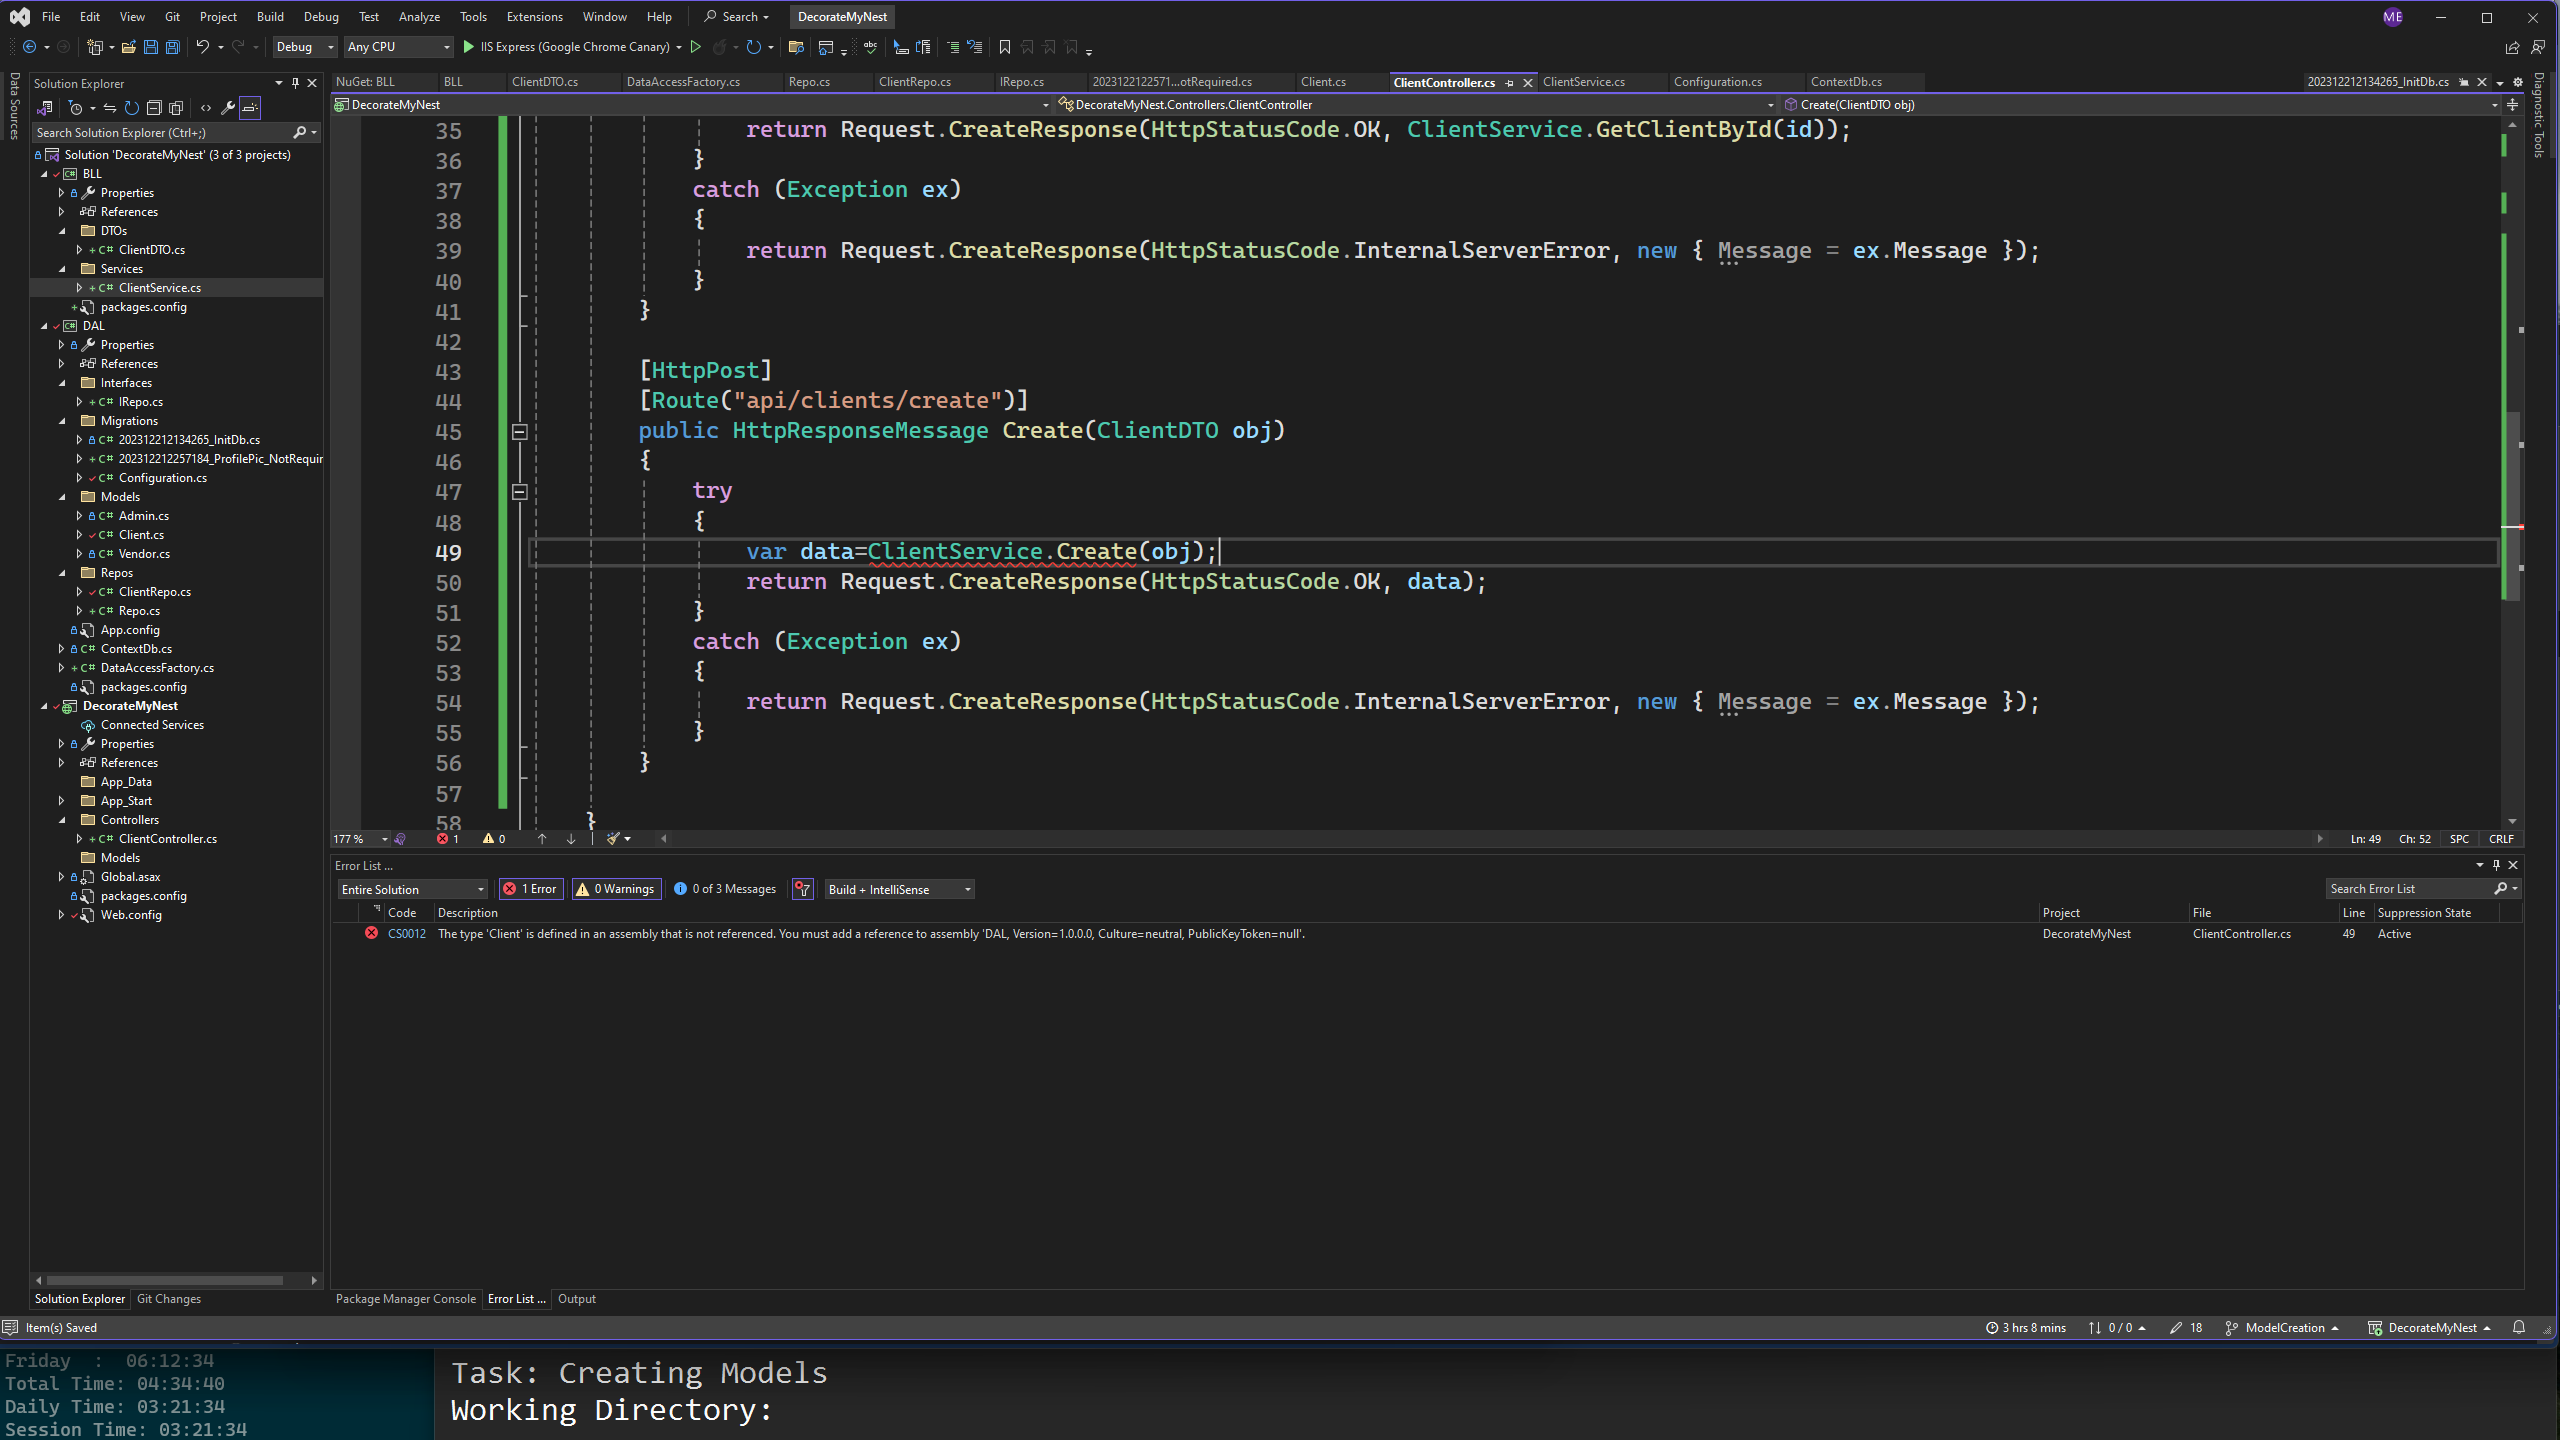 File Edit View Git Project Build Debug Test Analyze Tools Extensions Window Help Search DecorateMyNest ME
Debug Any CPU IIS Express (Google Chrome Canary)
Data Sources
Solution Explorer
Search Solution Explorer (Ctrl+;)
Solution 'DecorateMyNest' (3 of 3 projects)
BLL
Properties
References
DTOs
C# ClientDTO.cs
Services
C# ClientService.cs
packages.config
DAL
Properties
References
Interfaces
C# IRepo.cs
Migrations
C# 202312212134265_InitDb.cs
C# 202312212257184_ProfilePic_NotRequir
C# Configuration.cs
Models
C# Admin.cs
C# Client.cs
C# Vendor.cs
Repos
C# ClientRepo.cs
C# Repo.cs
App.config
C# ContextDb.cs
C# DataAccessFactory.cs
packages.config
DecorateMyNest
Connected Services
Properties
References
App_Data
App_Start
Controllers
C# ClientController.cs
Models
Global.asax
packages.config
Web.config
Solution Explorer Git Changes
NuGet: BLL BLL ClientDTO.cs DataAccessFactory.cs Repo.cs ClientRepo.cs IRepo.cs 2023122122571...otRequired.cs Client.cs ClientController.cs ClientService.cs Configuration.cs ContextDb.cs 202312212134265_InitDb.cs
DecorateMyNest DecorateMyNest.Controllers.ClientController Create(ClientDTO obj)
35 return Request.CreateResponse(HttpStatusCode.OK, ClientService.GetClientById(id));
36 }
37 catch (Exception ex)
38 {
39 return Request.CreateResponse(HttpStatusCode.InternalServerError, new { Message = ex.Message });
40 }
41 }
42
43 [HttpPost]
44 [Route("api/clients/create")]
45 public HttpResponseMessage Create(ClientDTO obj)
46 {
47 try
48 {
49 var data=ClientService.Create(obj);
50 return Request.CreateResponse(HttpStatusCode.OK, data);
51 }
52 catch (Exception ex)
53 {
54 return Request.CreateResponse(HttpStatusCode.InternalServerError, new { Message = ex.Message });
55 }
56 }
57
58 }
177 % 1 0 Ln: 49 Ch: 52 SPC CRLF
Diagnostic Tools
Error List ...
Entire Solution 1 Error 0 Warnings 0 of 3 Messages Build + IntelliSense Search Error List
Code Description Project File Line Suppression State
CS0012 The type 'Client' is defined in an assembly that is not referenced. You must add a reference to assembly 'DAL, Version=1.0.0.0, Culture=neutral, PublicKeyToken=null'. DecorateMyNest ClientController.cs 49 Active
Package Manager Console Error List ... Output
Item(s) Saved 3 hrs 8 mins 0 / 0 18 ModelCreation DecorateMyNest
Friday : 06:12:34
Total Time: 04:34:40
Daily Time: 03:21:34
Session Time: 03:21:34
Task: Creating Models
Working Directory: